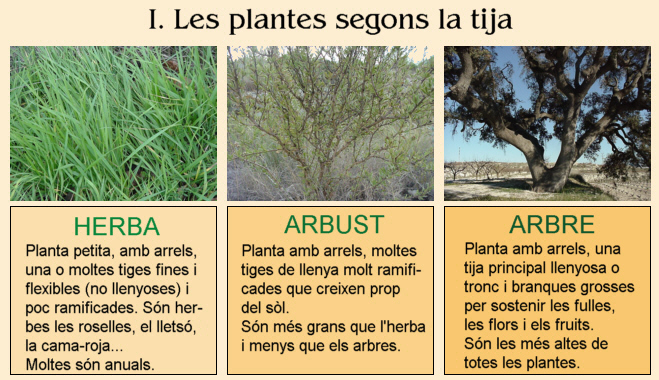 I. Les plantes segons la tija
HERBA
Planta petita, amb arrels,
una o moltes tiges fines i
flexibles (no llenyoses) i
poc ramificades. Són her-
bes les roselles, el lletsó,
la cama-roja...
Moltes són anuals.
ARBUST
Planta amb arrels, moltes
tiges de llenya molt ramifi-
cades que creixen prop
del sòl.
Són més grans que l'herba
i menys que els arbres.
ARBRE
Planta amb arrels, una
tija principal llenyosa o
tronc i branques grosses
per sostenir les fulles,
les flors i els fruits.
Són les més altes de
totes les plantes.